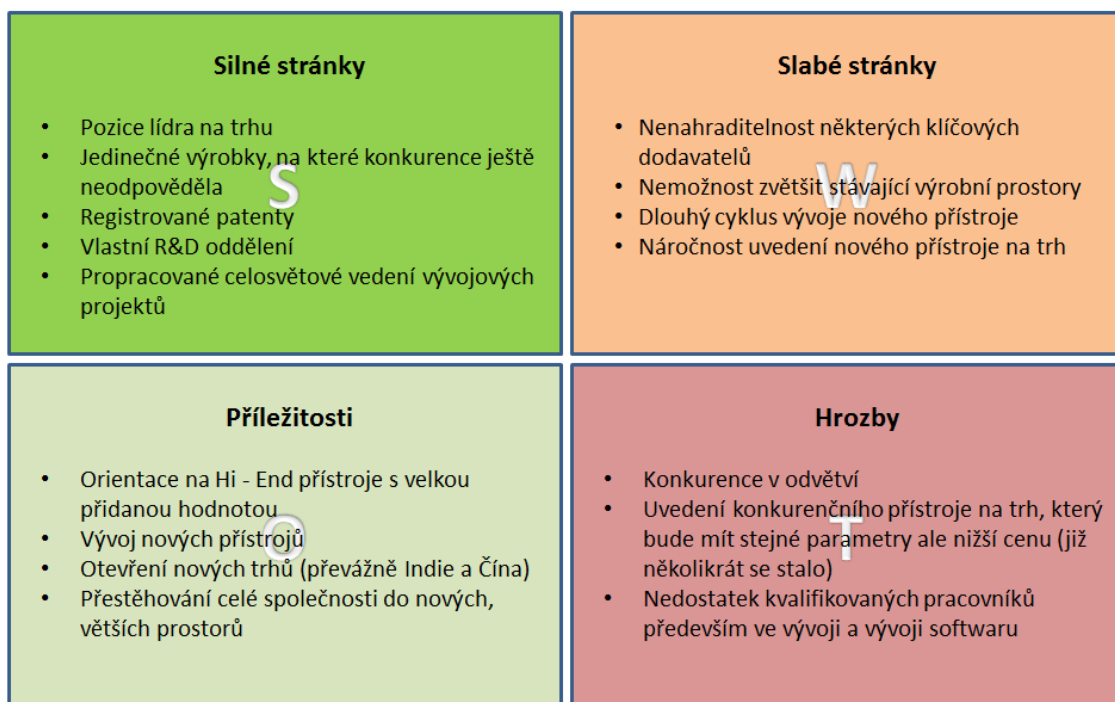 Silné stránky
• Pozice lídra na trhu
• Jedinečné výrobky, na které konkurence ještě
neodpověděla
S
• Registrované patenty
• Vlastní R&D oddělení
• Propracované celosvětové vedení vývojových
projektů
Slabé stránky
• Nenahraditelnost některých klíčových
dodavatelů
W
• Nemožnost zvětšit stávající výrobní prostory
• Dlouhý cyklus vývoje nového přístroje
• Náročnost uvedení nového přístroje na trh
Příležitosti
• Orientace na Hi - End přístroje s velkou
přidanou hodnotou
O
• Vývoj nových přístrojů
• Otevření nových trhů (převážně Indie a Čína)
• Přestěhování celé společnosti do nových,
větších prostorů
Hrozby
• Konkurence v odvětví
• Uvedení konkurenčního přístroje na trh, který
bude mít stejné parametry ale nižší cenu (již
T
několikrát se stalo)
• Nedostatek kvalifikovaných pracovníků
především ve vývoji a vývoji softwaru